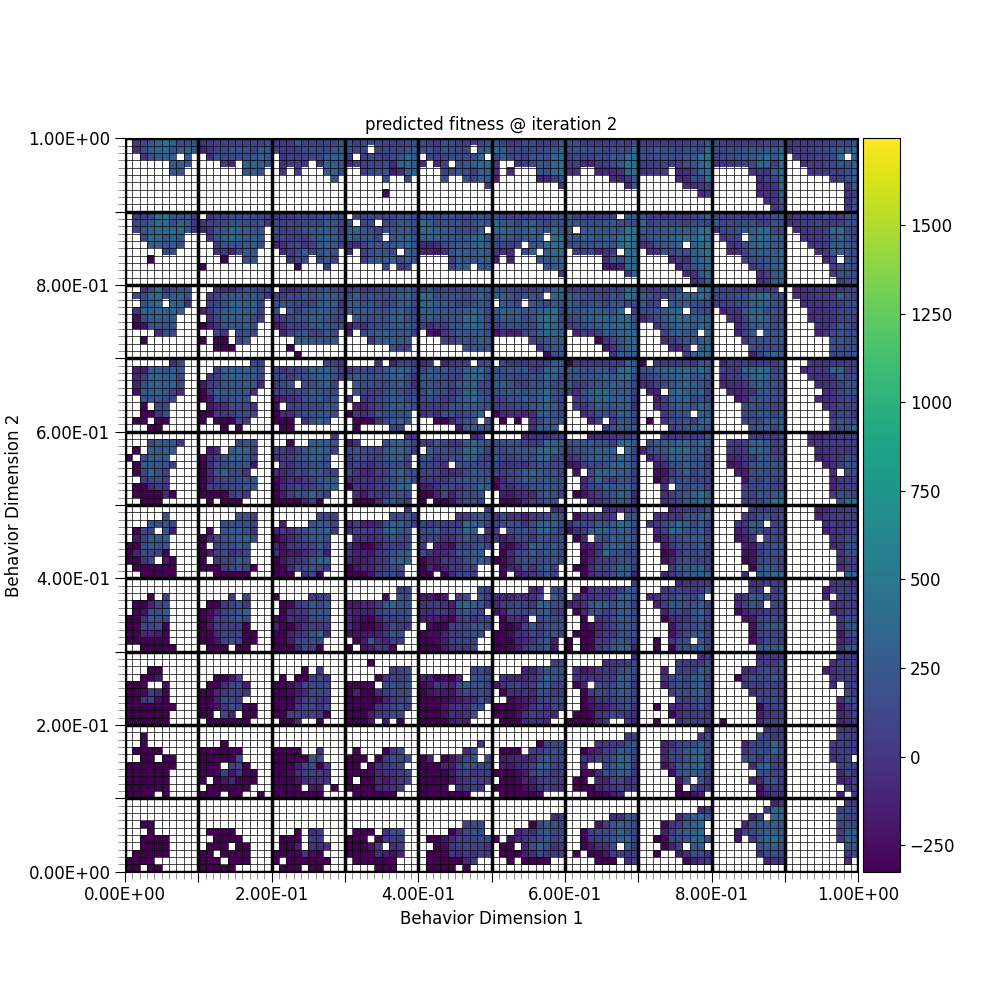 predicted fitness @ iteration 2
1.00E+00
8.00E-01
6.00E-01
4.00E-01
2.00E-01
0.00E+00
Behavior Dimension 2
0.00E+00 2.00E-01 4.00E-01 6.00E-01 8.00E-01 1.00E+00
Behavior Dimension 1
1500
1250
1000
750
500
250
0
−250